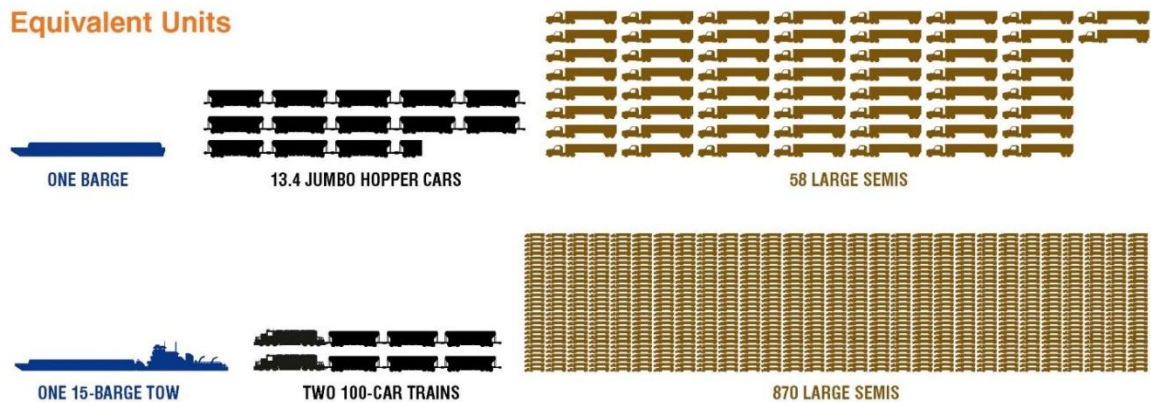 Equivalent Units
ONE BARGE
13.4 JUMBO HOPPER CARS
58 LARGE SEMIS
ONE 15-BARGE TOW
TWO 100-CAR TRAINS
870 LARGE SEMIS